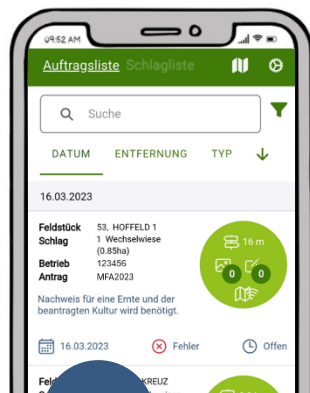 09:52 AM
Auftragsliste Schlagliste
Suche
DATUM ENTFERNUNG TYP
16.03.2023
Feldstück 53, HOFFELD 1
Schlag 1 Wechselwiese
(0.85ha)
Betrieb 123456
Antrag MFA2023
16 m
0 0
Nachweis für eine Ernte und der
beantragten Kultur wird benötigt.
16.03.2023 Fehler Offen
KREUZ